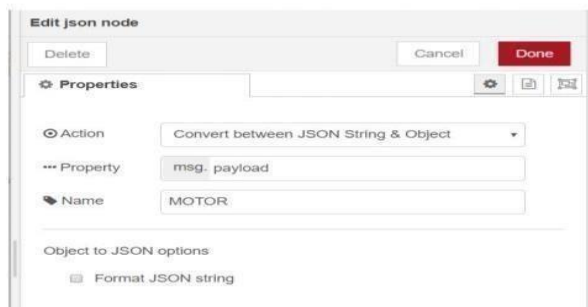 Edit json node
Delete Cancel Done
Properties
Action Convert between JSON String & Object
Property msg. payload
Name MOTOR
Object to JSON options
Format JSON string